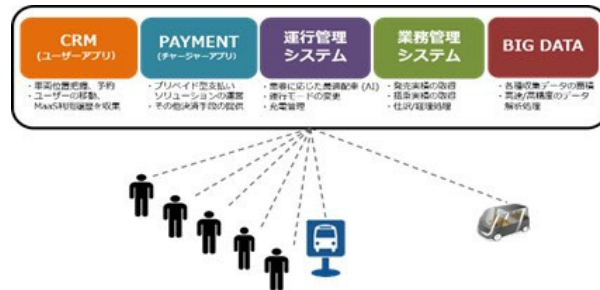 CRM
(ユーザーアプリ)
・車両位置把握、予約
・ユーザーの移動、
MaaS利用履歴を収集
PAYMENT
(チャージャーアプリ)
・プリペイド型支払い
ソリューションの運営
・その他決済手段の提供
運行管理
システム
・需要に応じた最適配車 (AI)
・運行モードの変更
・充電管理
業務管理
システム
・発売実績の取得
・搭乗実績の取得
・仕訳/経理処理
BIG DATA
・各種収集データの蓄積
・高速/高精度のデータ
解析処理